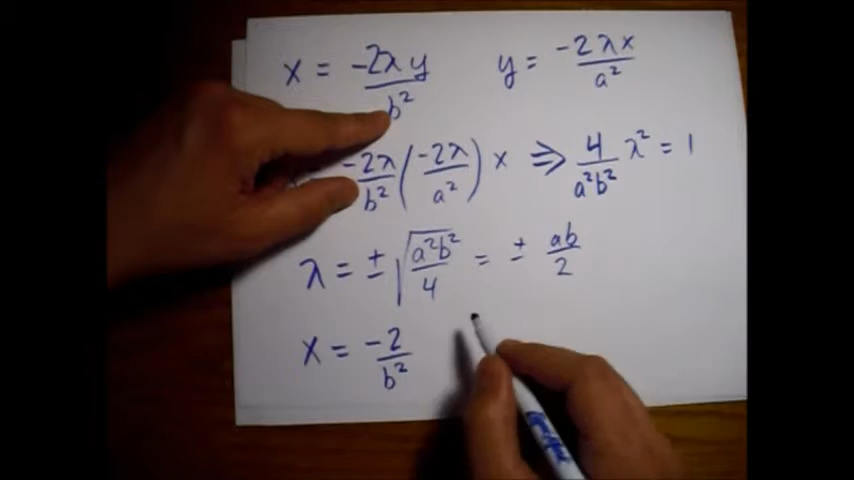 x = -2λy / b²    y = -2λx / a²
-2λ / b² (-2λ / a²) x ⇒ 4 / a²b² λ² = 1
λ = ± √(a²b² / 4) = ± ab / 2
x = -2 / b²